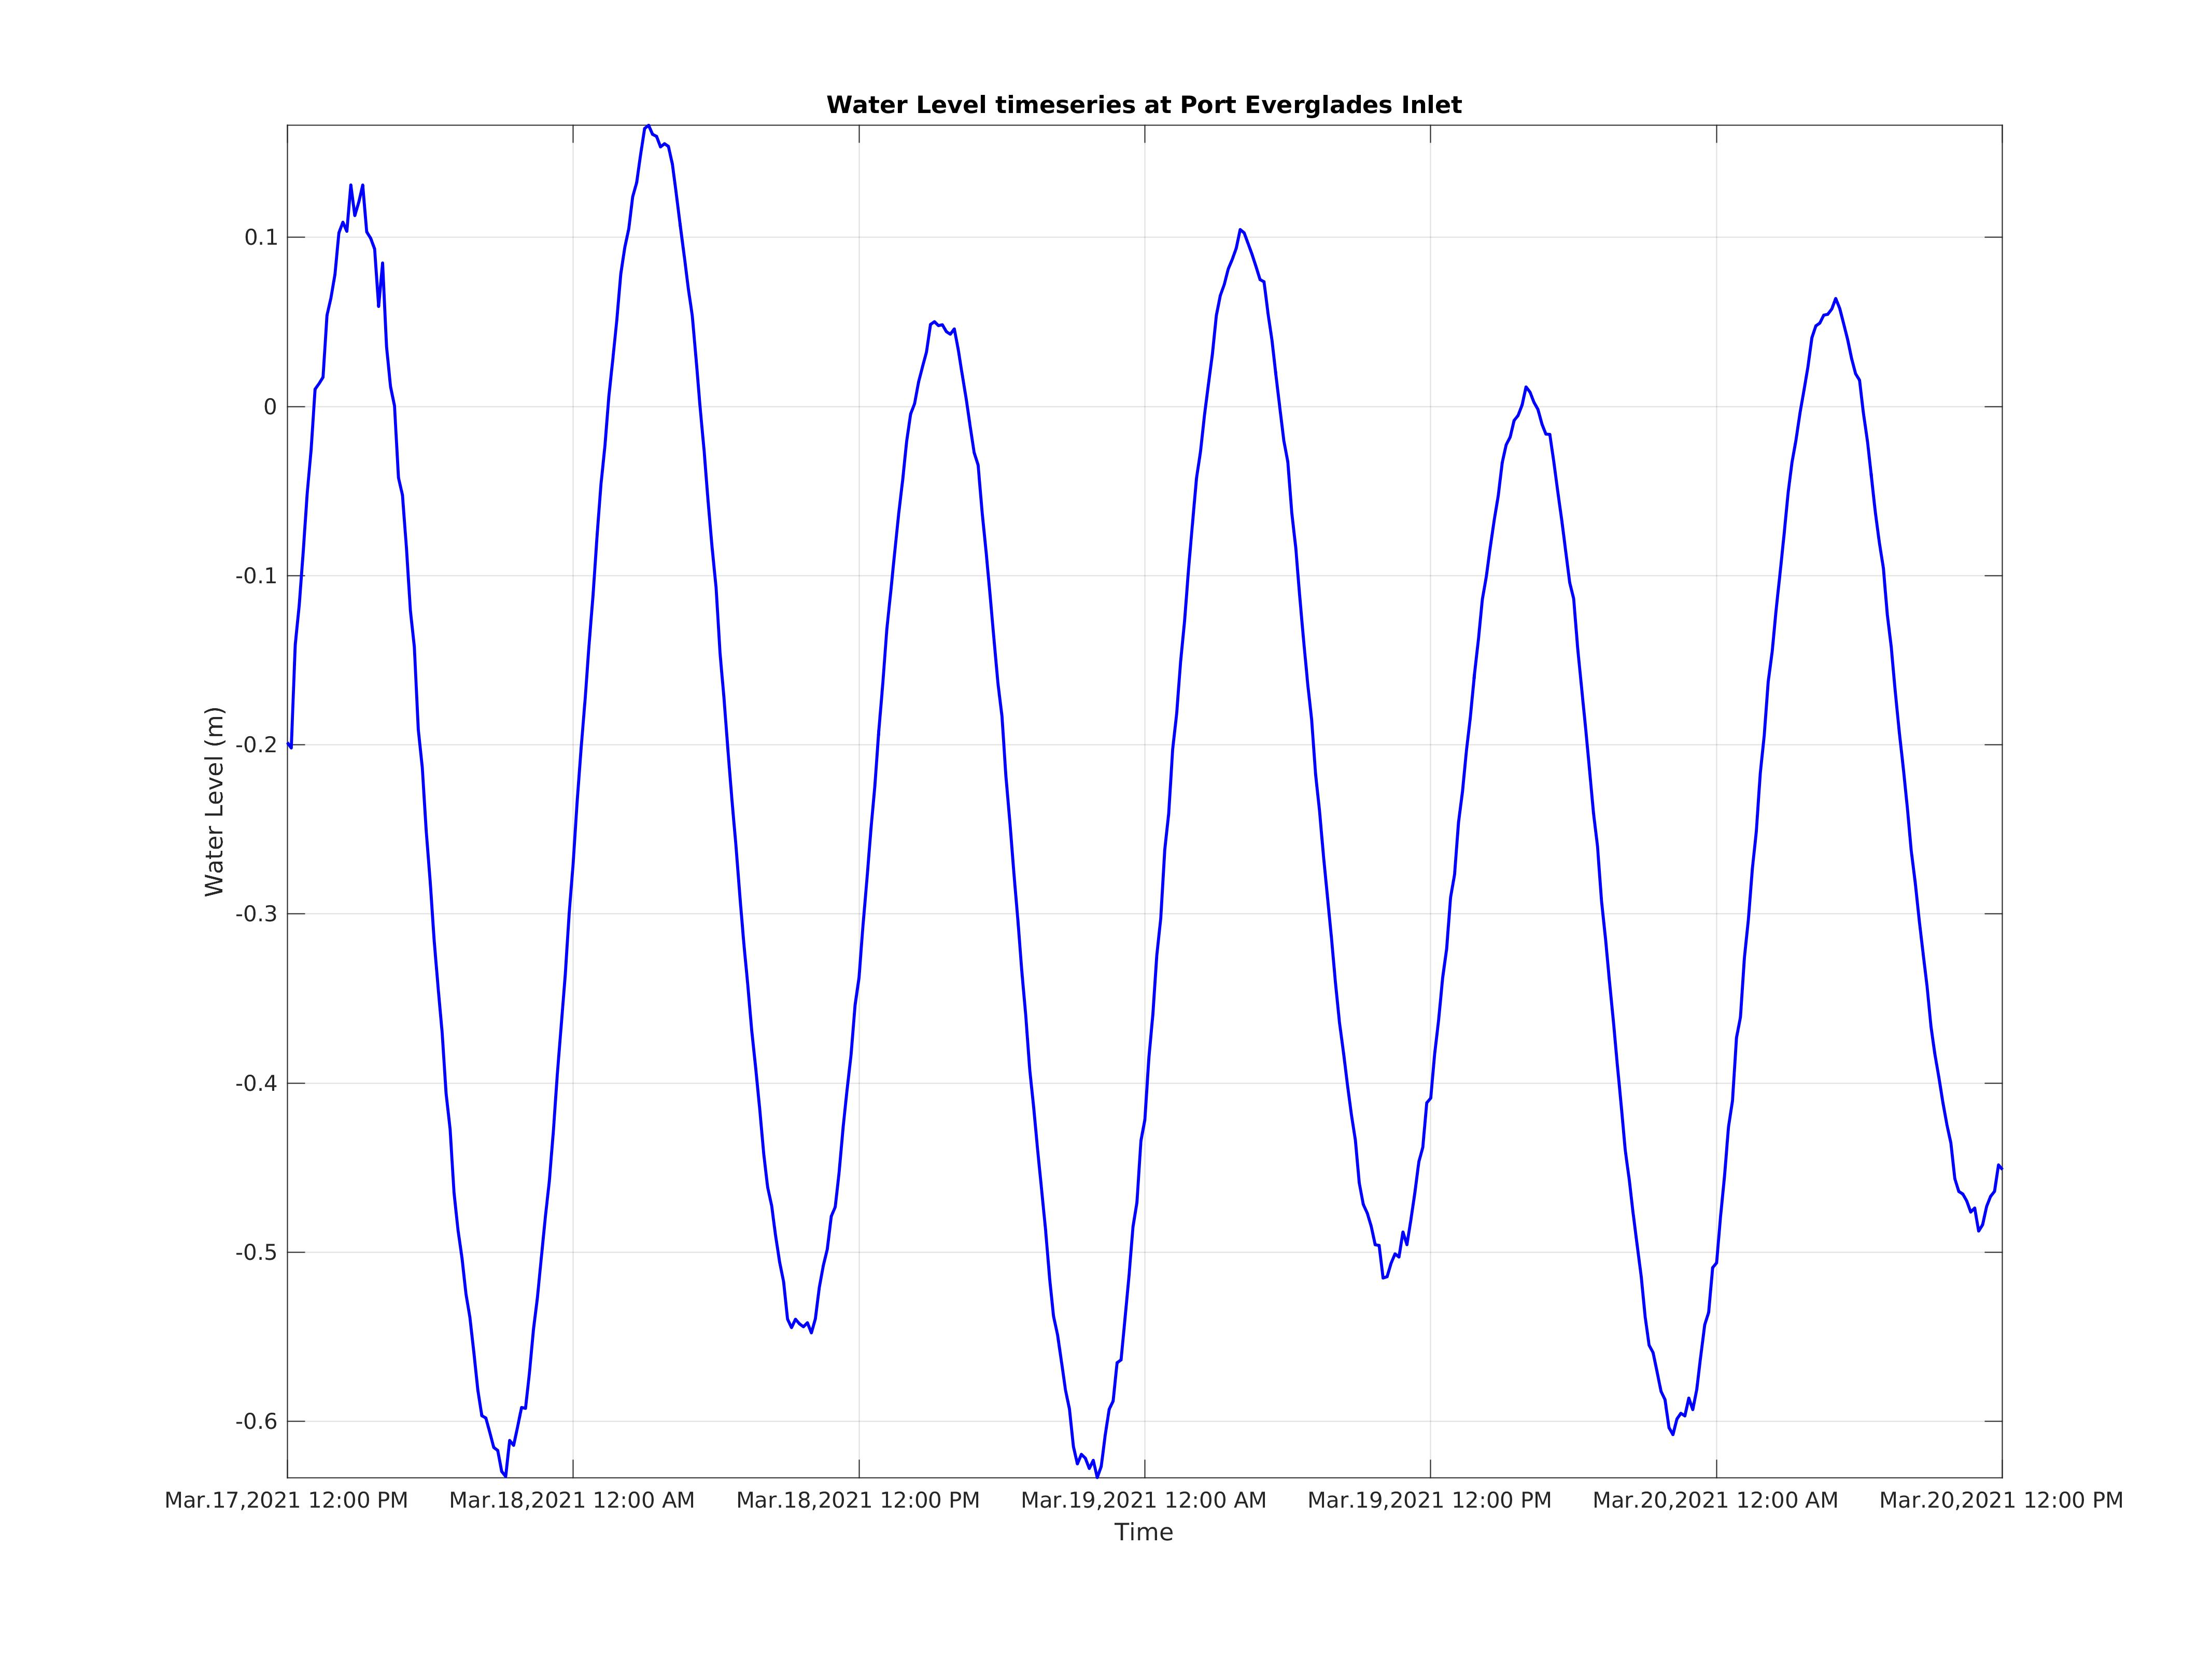 Water Level timeseries at Port Everglades Inlet
0.1
0
-0.1
-0.2
-0.3
-0.4
-0.5
-0.6
Water Level (m)
Mar.17,2021 12:00 PM
Mar.18,2021 12:00 AM
Mar.18,2021 12:00 PM
Mar.19,2021 12:00 AM
Mar.19,2021 12:00 PM
Mar.20,2021 12:00 AM
Mar.20,2021 12:00 PM
Time